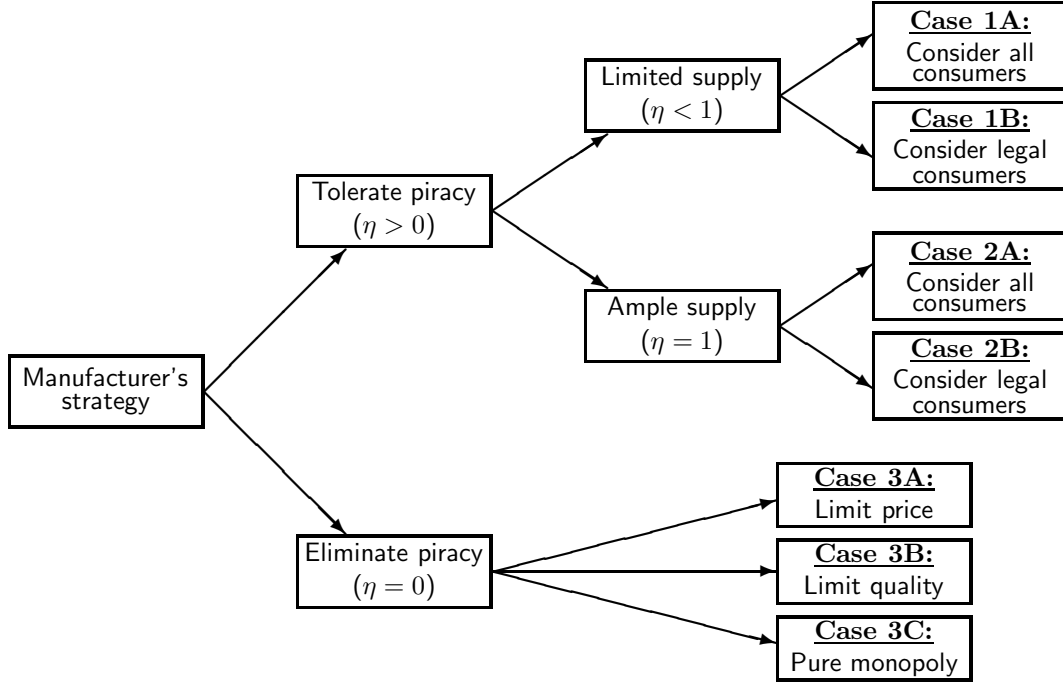 Case 1A:
Consider all
consumers
Limited supply
(η < 1)
Case 1B:
Consider legal
consumers
Tolerate piracy
(η > 0)
Case 2A:
Consider all
consumers
Ample supply
(η = 1)
Case 2B:
Consider legal
consumers
Manufacturer's
strategy
Case 3A:
Limit price
Eliminate piracy
(η = 0)
Case 3B:
Limit quality
Case 3C:
Pure monopoly